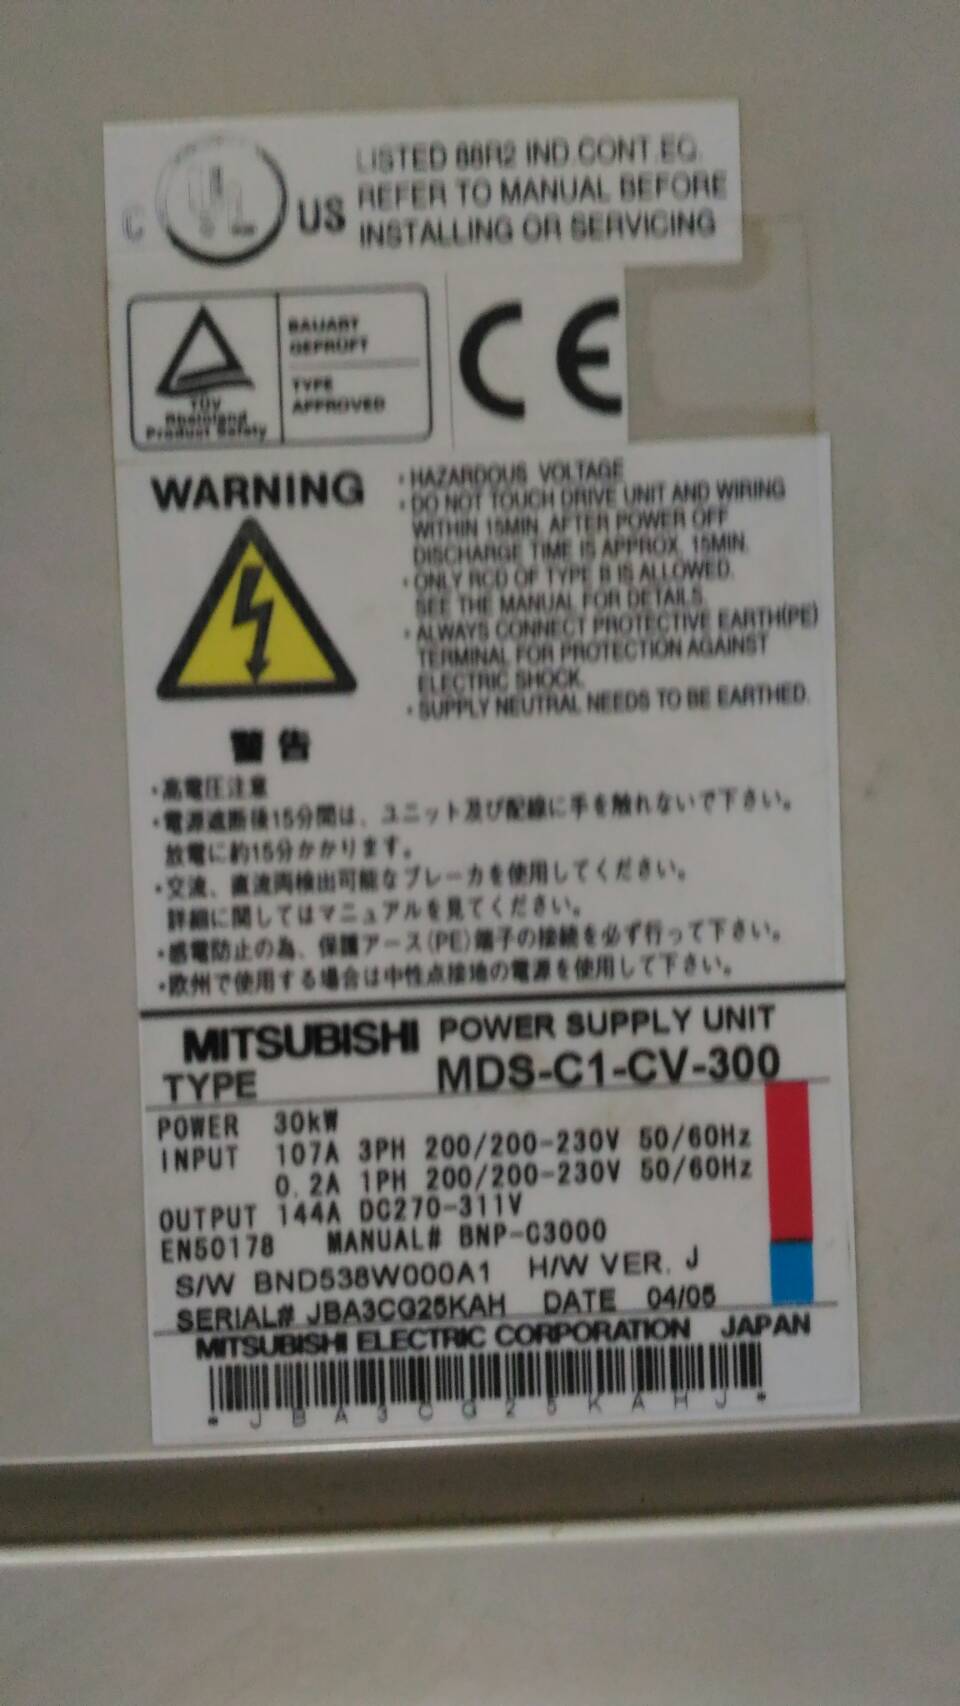 C UL US
LISTED 88R2 IND.CONT.EQ.
REFER TO MANUAL BEFORE
INSTALLING OR SERVICING
TÜV
Rheinland
Product Safety
BAUART
GEPRÜFT
TYPE
APPROVED
CE
WARNING
・HAZARDOUS VOLTAGE
・DO NOT TOUCH DRIVE UNIT AND WIRING
WITHIN 15MIN. AFTER POWER OFF
DISCHARGE TIME IS APPROX. 15MIN.
・ONLY RCD OF TYPE B IS ALLOWED.
SEE THE MANUAL FOR DETAILS.
・ALWAYS CONNECT PROTECTIVE EARTH(PE)
TERMINAL FOR PROTECTION AGAINST
ELECTRIC SHOCK.
・SUPPLY NEUTRAL NEEDS TO BE EARTHED.
警告
・高電圧注意
・電源遮断後15分間は、ユニット及び配線に手を触れないで下さい。
放電に約15分かかります。
・交流、直流両検出可能なブレーカを使用してください。
詳細に関してはマニュアルを見てください。
・感電防止の為、保護アース(PE)端子の接続を必ず行って下さい。
・欧州で使用する場合は中性点接地の電源を使用して下さい。
MITSUBISHI POWER SUPPLY UNIT
TYPE MDS-C1-CV-300
POWER 30kW
INPUT 107A 3PH 200/200-230V 50/60Hz
0.2A 1PH 200/200-230V 50/60Hz
OUTPUT 144A DC270-311V
EN50178 MANUAL# BNP-C3000
S/W BND538W000A1 H/W VER. J
SERIAL# JBA3CG25KAH DATE 04/05
MITSUBISHI ELECTRIC CORPORATION JAPAN
* J B A 3 C G 2 5 K A H J *